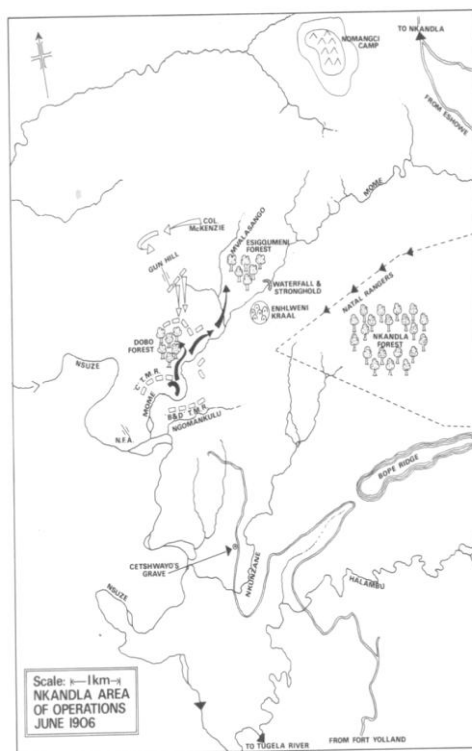 TO NKANDLA
NOMANGCI
CAMP
FROM ESHOWE
MOME
COL.
McKENZIE
MVALASANGO
ESIGOUMENI
FOREST
GUN HILL
WATERFALL &
STRONGHOLD
NATAL RANGERS
ENHLWENI
KRAAL
DOBO
FOREST
NKANDLA
FOREST
NSUZE
T.M.R.
MOME
B&D T.M.R.
NGOMANKULU
N.F.A.
BOPE RIDGE
CETSHWAYO'S
GRAVE
NKUNZANE
HALAMBU
NSUZE
Scale: 1km
NKANDLA AREA
OF OPERATIONS
JUNE 1906
TO TUGELA RIVER
FROM FORT YOLLAND